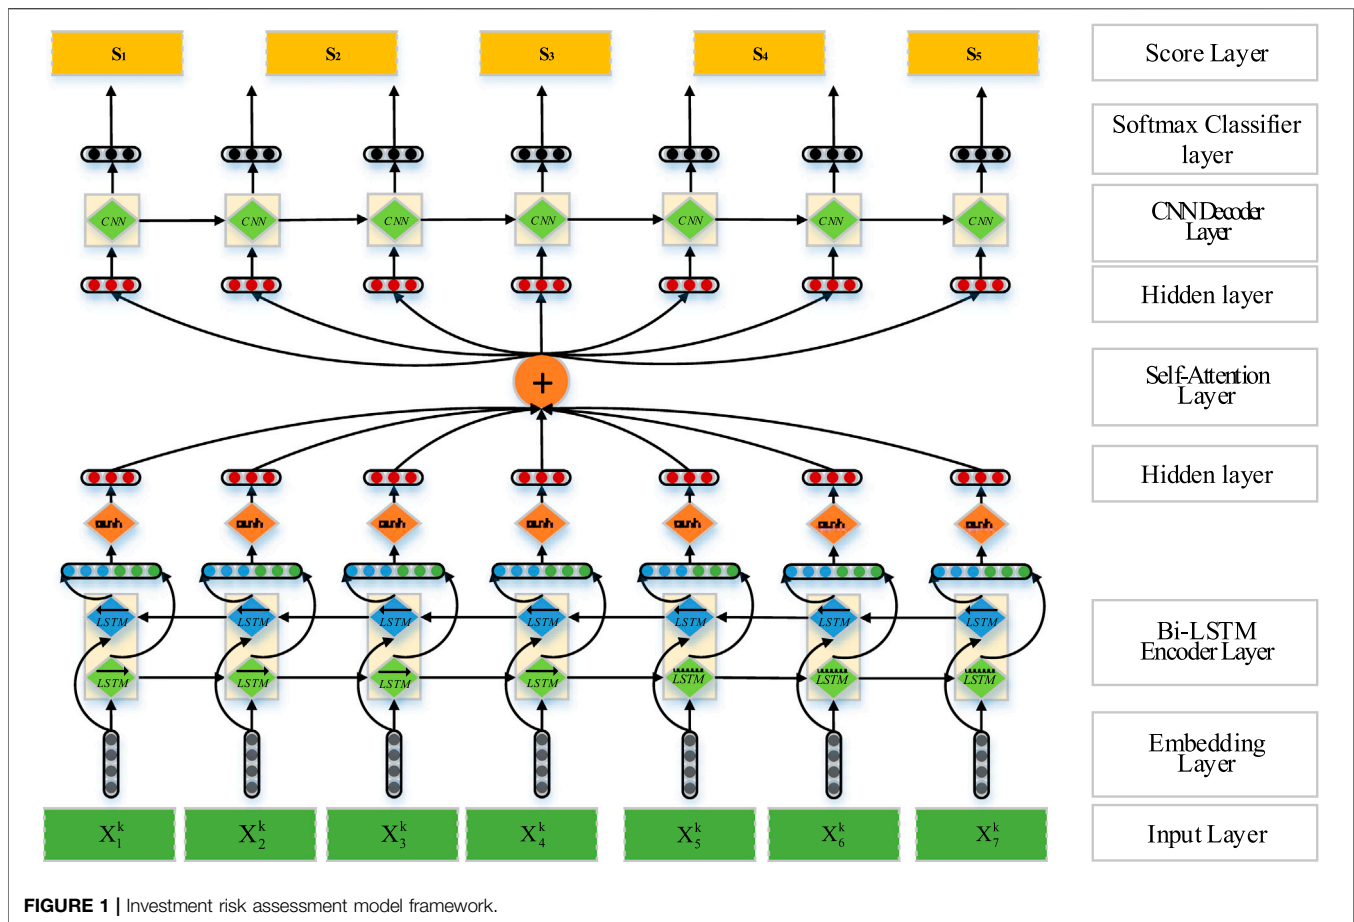 S1 S2 S3 S4 S5 Score Layer
Softmax Classifier
layer
CNN CNN CNN CNN CNN CNN CNN
CNN Decoder
Layer
Hidden layer
Self-Attention
Layer
+
Hidden layer
LSTM LSTM LSTM LSTM LSTM LSTM LSTM
Bi-LSTM
Encoder Layer
LSTM LSTM LSTM LSTM LSTM LSTM LSTM
Embedding
Layer
X₁ᵏ X₂ᵏ X₃ᵏ X₄ᵏ X₅ᵏ X₆ᵏ X₇ᵏ Input Layer
FIGURE 1 | Investment risk assessment model framework.